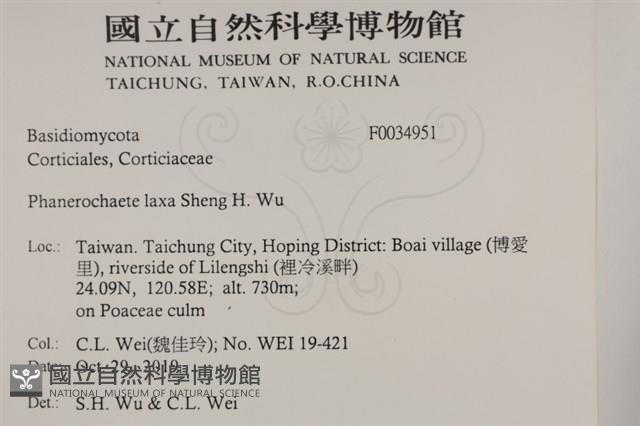 國立自然科學博物館
NATIONAL MUSEUM OF NATURAL SCIENCE
TAICHUNG, TAIWAN, R.O.CHINA
Basidiomycota F0034951
Corticiales, Corticiaceae
Phanerochaete laxa Sheng H. Wu
Loc.: Taiwan. Taichung City, Hoping District: Boai village (博愛
里), riverside of Lilengshi (裡冷溪畔)
24.09N, 120.58E; alt. 730m;
on Poaceae culm
Col.: C.L. Wei(魏佳玲); No. WEI 19-421
Date: Oct 29, 2019
國立自然科學博物館
NATIONAL MUSEUM OF NATURAL SCIENCE
Det.: S.H. Wu & C.L. Wei